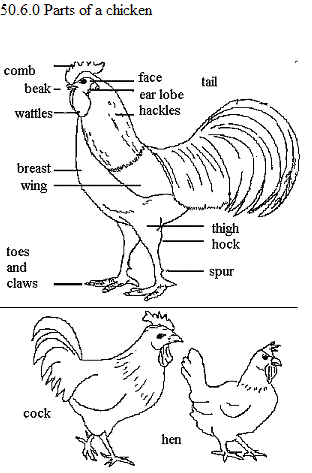 50.6.0 Parts of a chicken
comb
face
beak
ear lobe
tail
wattles
hackles
breast
wing
thigh
hock
toes
and
claws
spur
cock
hen